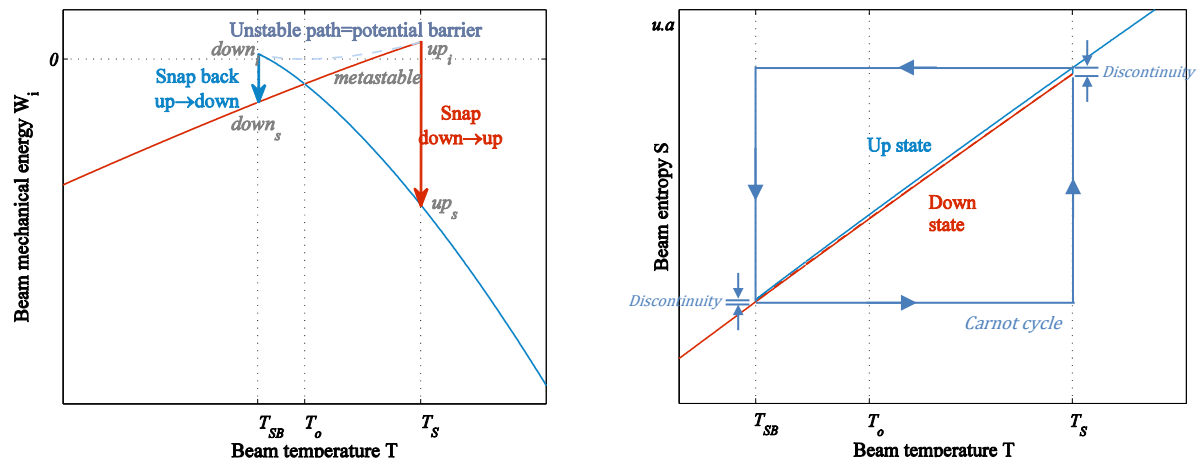 Unstable path=potential barrier
down i
up i
0
metastable
Snap back
up→down
down s
Snap
down→up
up s
Beam mechanical energy W i
T SB
T o
T S
Beam temperature T
u.a
Discontinuity
Up state
Down
state
Discontinuity
Carnot cycle
Beam entropy S
T SB
T o
T S
Beam temperature T